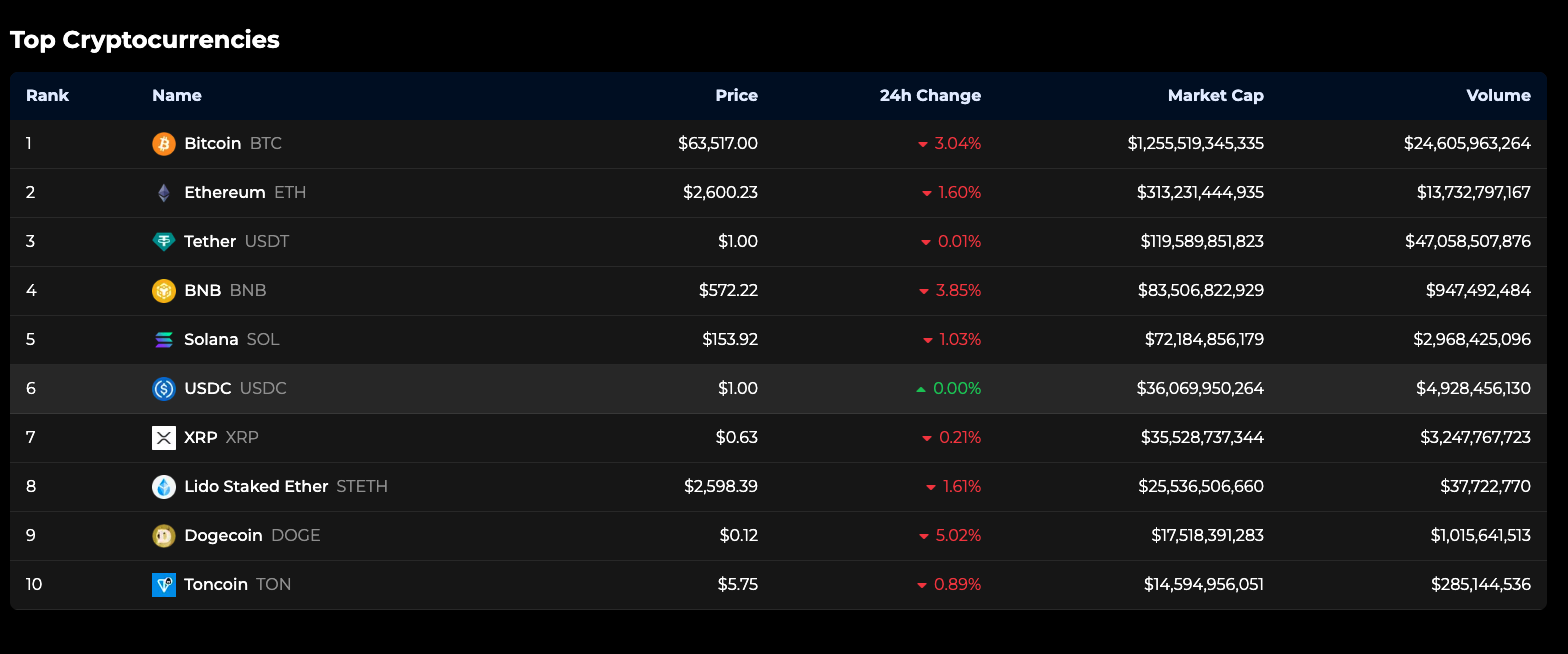 Top Cryptocurrencies
Rank Name Price 24h Change Market Cap Volume
1 Bitcoin BTC $63,517.00 3.04% $1,255,519,345,335 $24,605,963,264
2 Ethereum ETH $2,600.23 1.60% $313,231,444,935 $13,732,797,167
3 Tether USDT $1.00 0.01% $119,589,851,823 $47,058,507,876
4 BNB BNB $572.22 3.85% $83,506,822,929 $947,492,484
5 Solana SOL $153.92 1.03% $72,184,856,179 $2,968,425,096
6 USDC USDC $1.00 0.00% $36,069,950,264 $4,928,456,130
7 XRP XRP $0.63 0.21% $35,528,737,344 $3,247,767,723
8 Lido Staked Ether STETH $2,598.39 1.61% $25,536,506,660 $37,722,770
9 Dogecoin DOGE $0.12 5.02% $17,518,391,283 $1,015,641,513
10 Toncoin TON $5.75 0.89% $14,594,956,051 $285,144,536